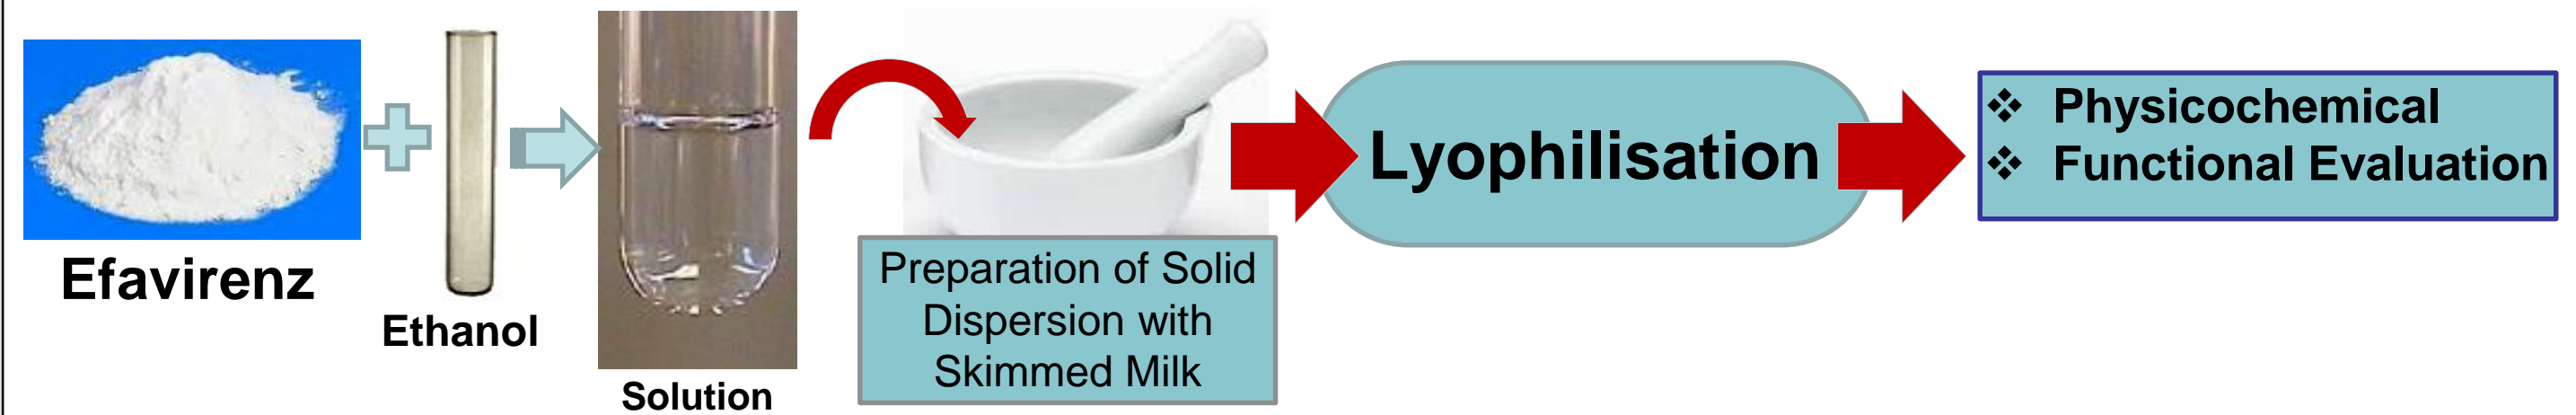 Efavirenz
Ethanol
Solution
Preparation of Solid
Dispersion with
Skimmed Milk
Lyophilisation
❖ Physicochemical
❖ Functional Evaluation